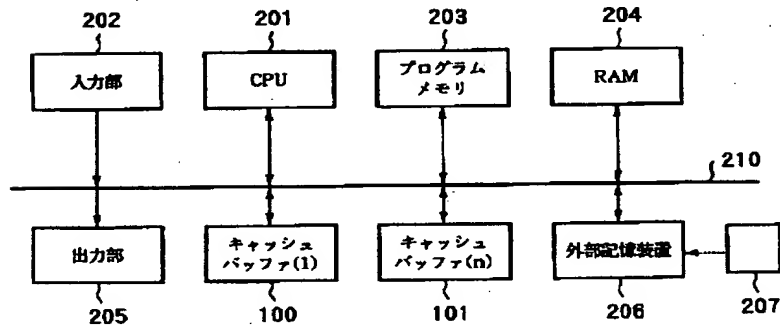 202
201
203
204
入力部
CPU
プログラム
メモリ
RAM
210
出力部
キャッシュ
バッファ(1)
キャッシュ
バッファ(n)
外部記憶装置
205
100
101
206
207